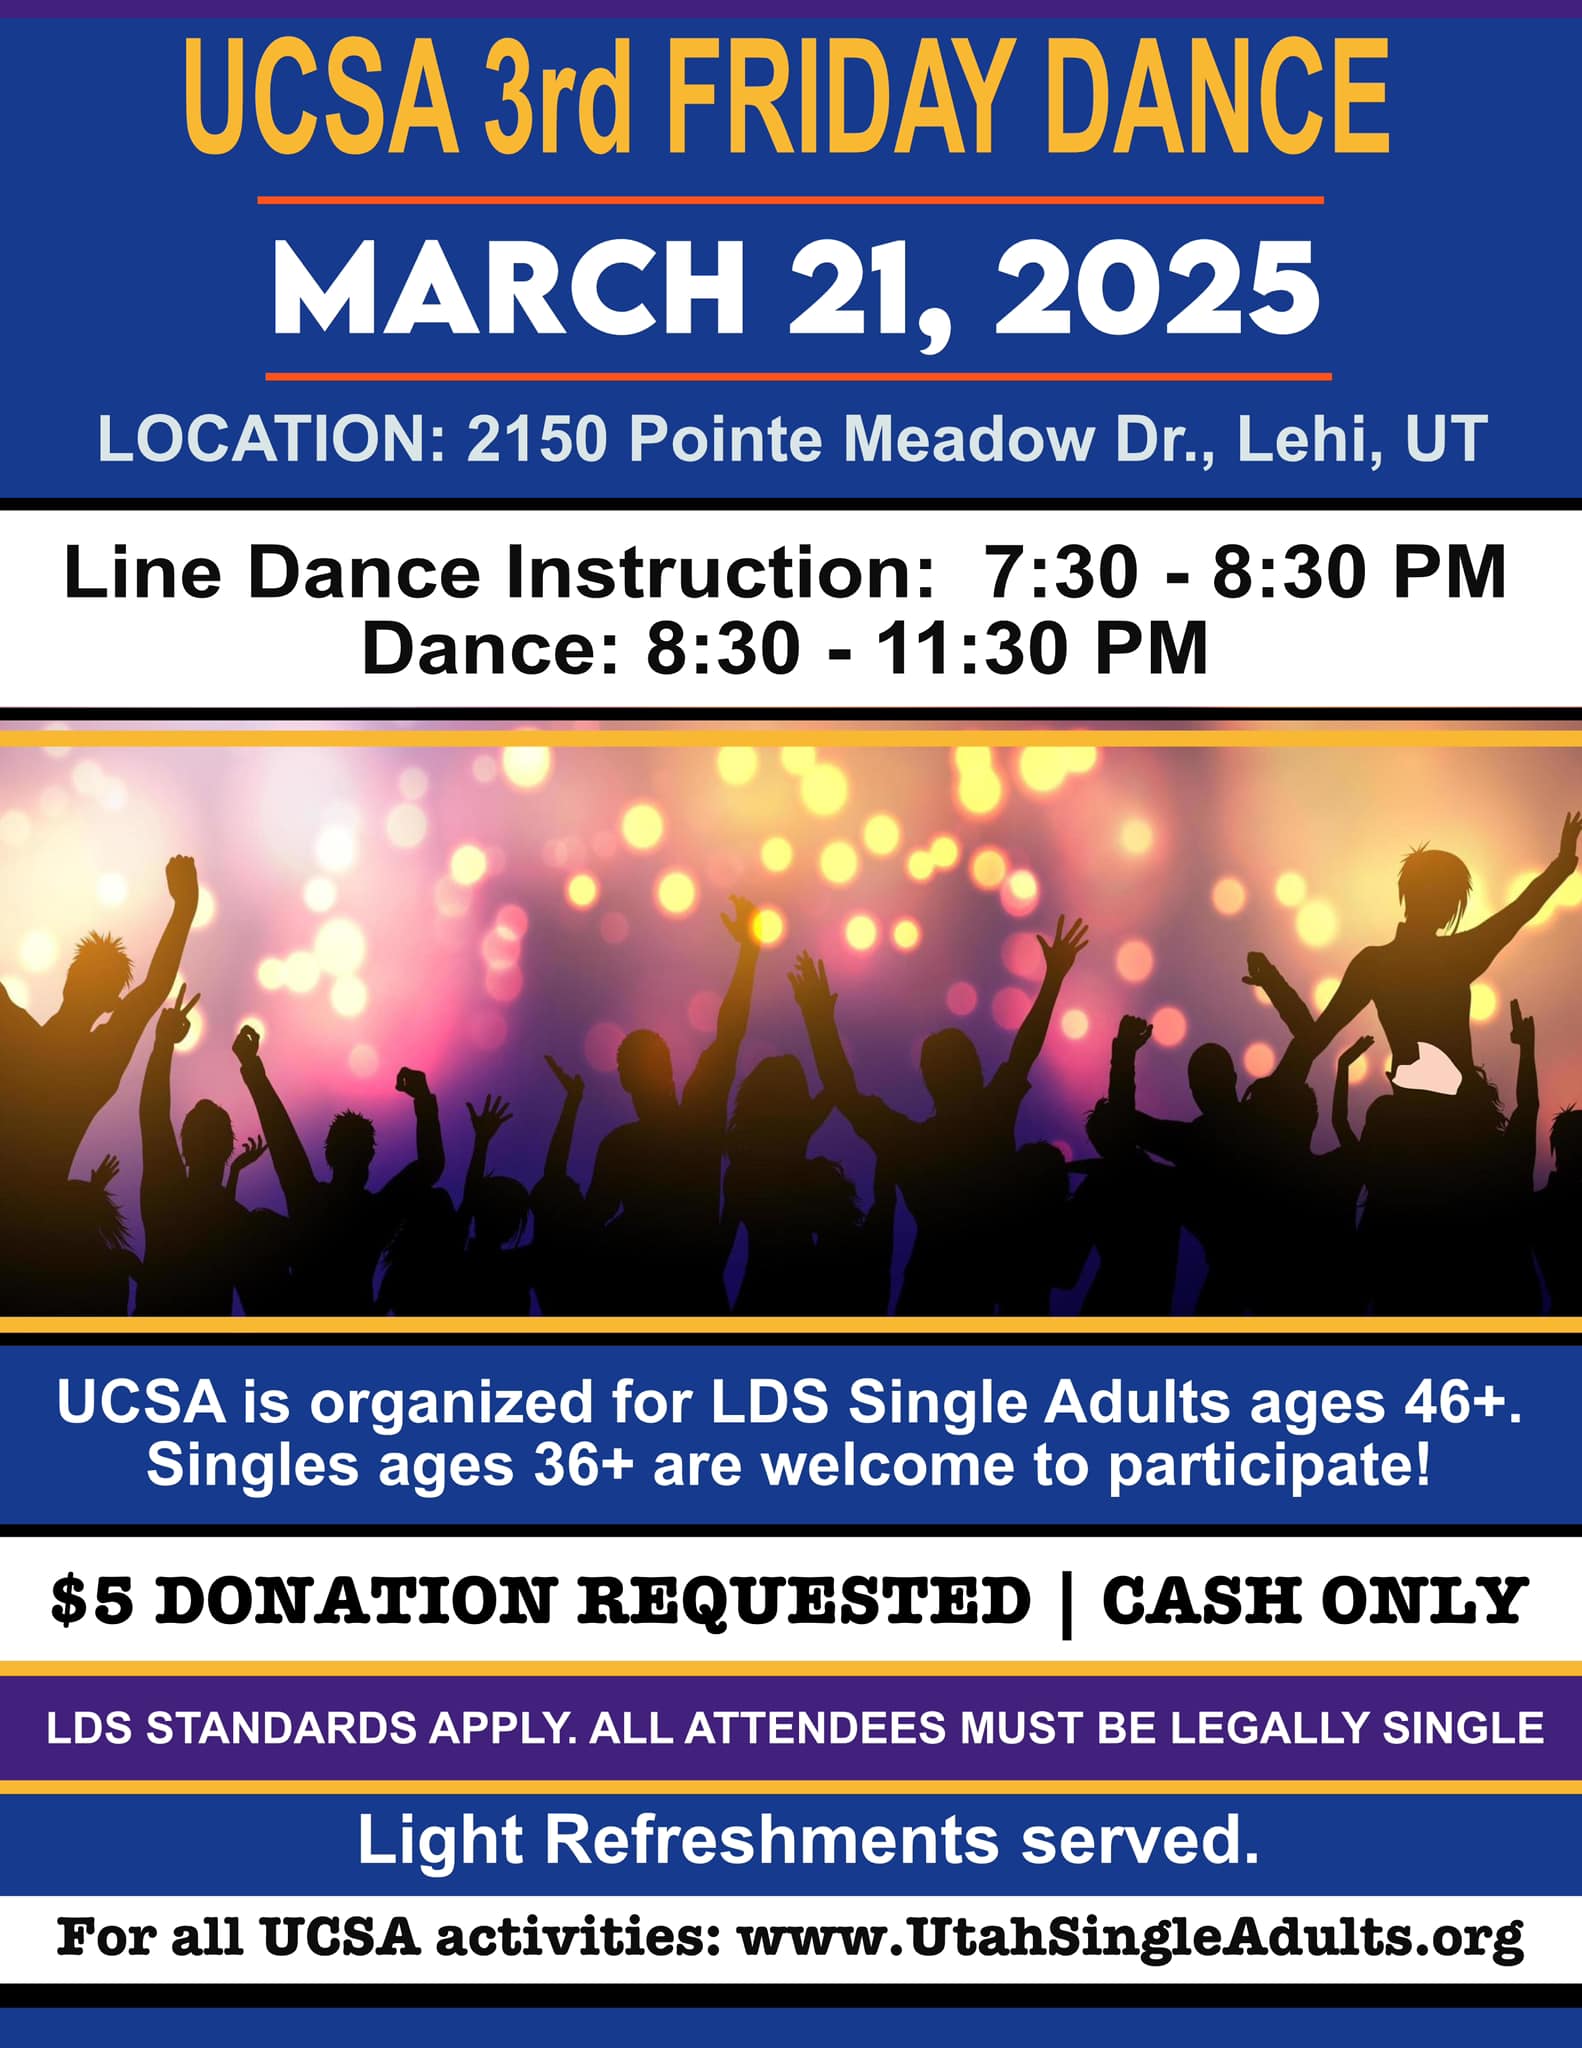 UCSA 3rd FRIDAY DANCE
MARCH 21, 2025
LOCATION: 2150 Pointe Meadow Dr., Lehi, UT
Line Dance Instruction: 7:30 - 8:30 PM
Dance: 8:30 - 11:30 PM
UCSA is organized for LDS Single Adults ages 46+.
Singles ages 36+ are welcome to participate!
$5 DONATION REQUESTED | CASH ONLY
LDS STANDARDS APPLY. ALL ATTENDEES MUST BE LEGALLY SINGLE
Light Refreshments served.
For all UCSA activities: www.UtahSingleAdults.org